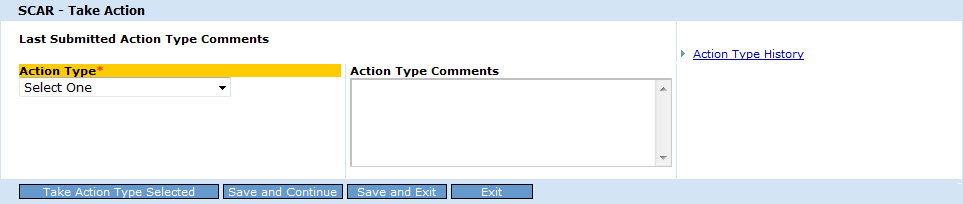 SCAR - Take Action
Last Submitted Action Type Comments
Action Type History
Action Type*
Action Type Comments
Select One
Take Action Type Selected
Save and Continue
Save and Exit
Exit